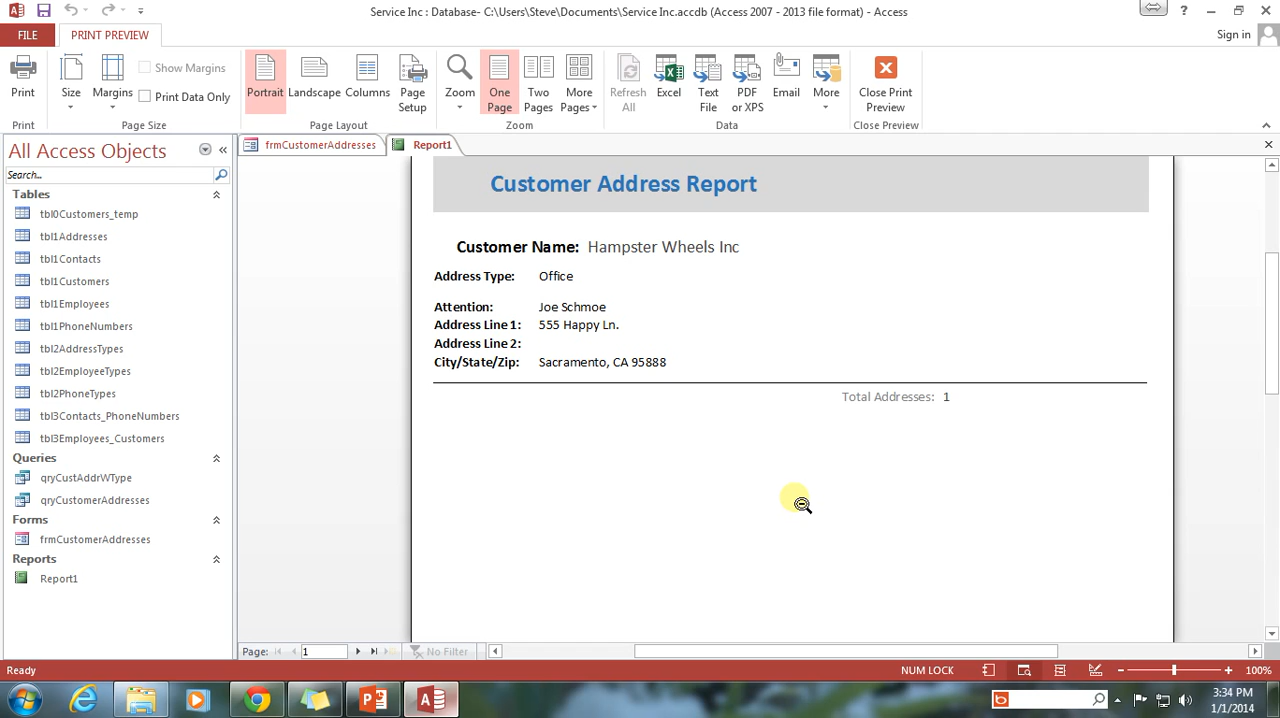 Service Inc : Database- C:\Users\Steve\Documents\Service Inc.accdb (Access 2007 - 2013 file format) - Access
FILE
PRINT PREVIEW
Sign in
Print
Size
Margins
Show Margins
Print Data Only
Portrait
Landscape
Columns
Page Setup
Zoom
One Page
Two Pages
More Pages
Refresh All
Excel
Text File
PDF or XPS
Email
More
Close Print Preview
Print
Page Size
Page Layout
Zoom
Data
Close Preview
All Access Objects
Search...
Tables
tbl0Customers_temp
tbl1Addresses
tbl1Contacts
tbl1Customers
tbl1Employees
tbl1PhoneNumbers
tbl2AddressTypes
tbl2EmployeeTypes
tbl2PhoneTypes
tbl3Contacts_PhoneNumbers
tbl3Employees_Customers
Queries
qryCustAddrWType
qryCustomerAddresses
Forms
frmCustomerAddresses
Reports
Report1
frmCustomerAddresses
Report1
Customer Address Report
Customer Name: Hampster Wheels Inc
Address Type: Office
Attention: Joe Schmoe
Address Line 1: 555 Happy Ln.
Address Line 2:
City/State/Zip: Sacramento, CA 95888
Total Addresses: 1
Page: 1
No Filter
Ready
NUM LOCK
100%
3:34 PM
1/1/2014